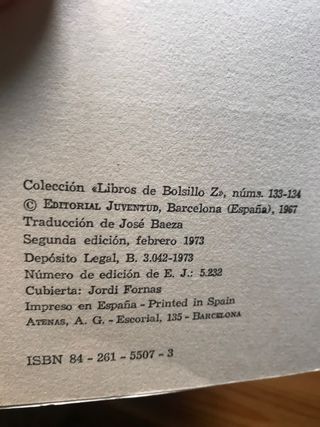 Colección «Libros de Bolsillo Z», núms. 133-134
© EDITORIAL JUVENTUD, Barcelona (España), 1967
Traducción de José Baeza
Segunda edición, febrero 1973
Depósito Legal, B. 3.042-1973
Número de edición de E. J.: 5.232
Cubierta: Jordi Fornas
Impreso en España - Printed in Spain
ATENAS, A. G. - Escorial, 135 - BARCELONA
ISBN 84 - 261 - 5507 - 3